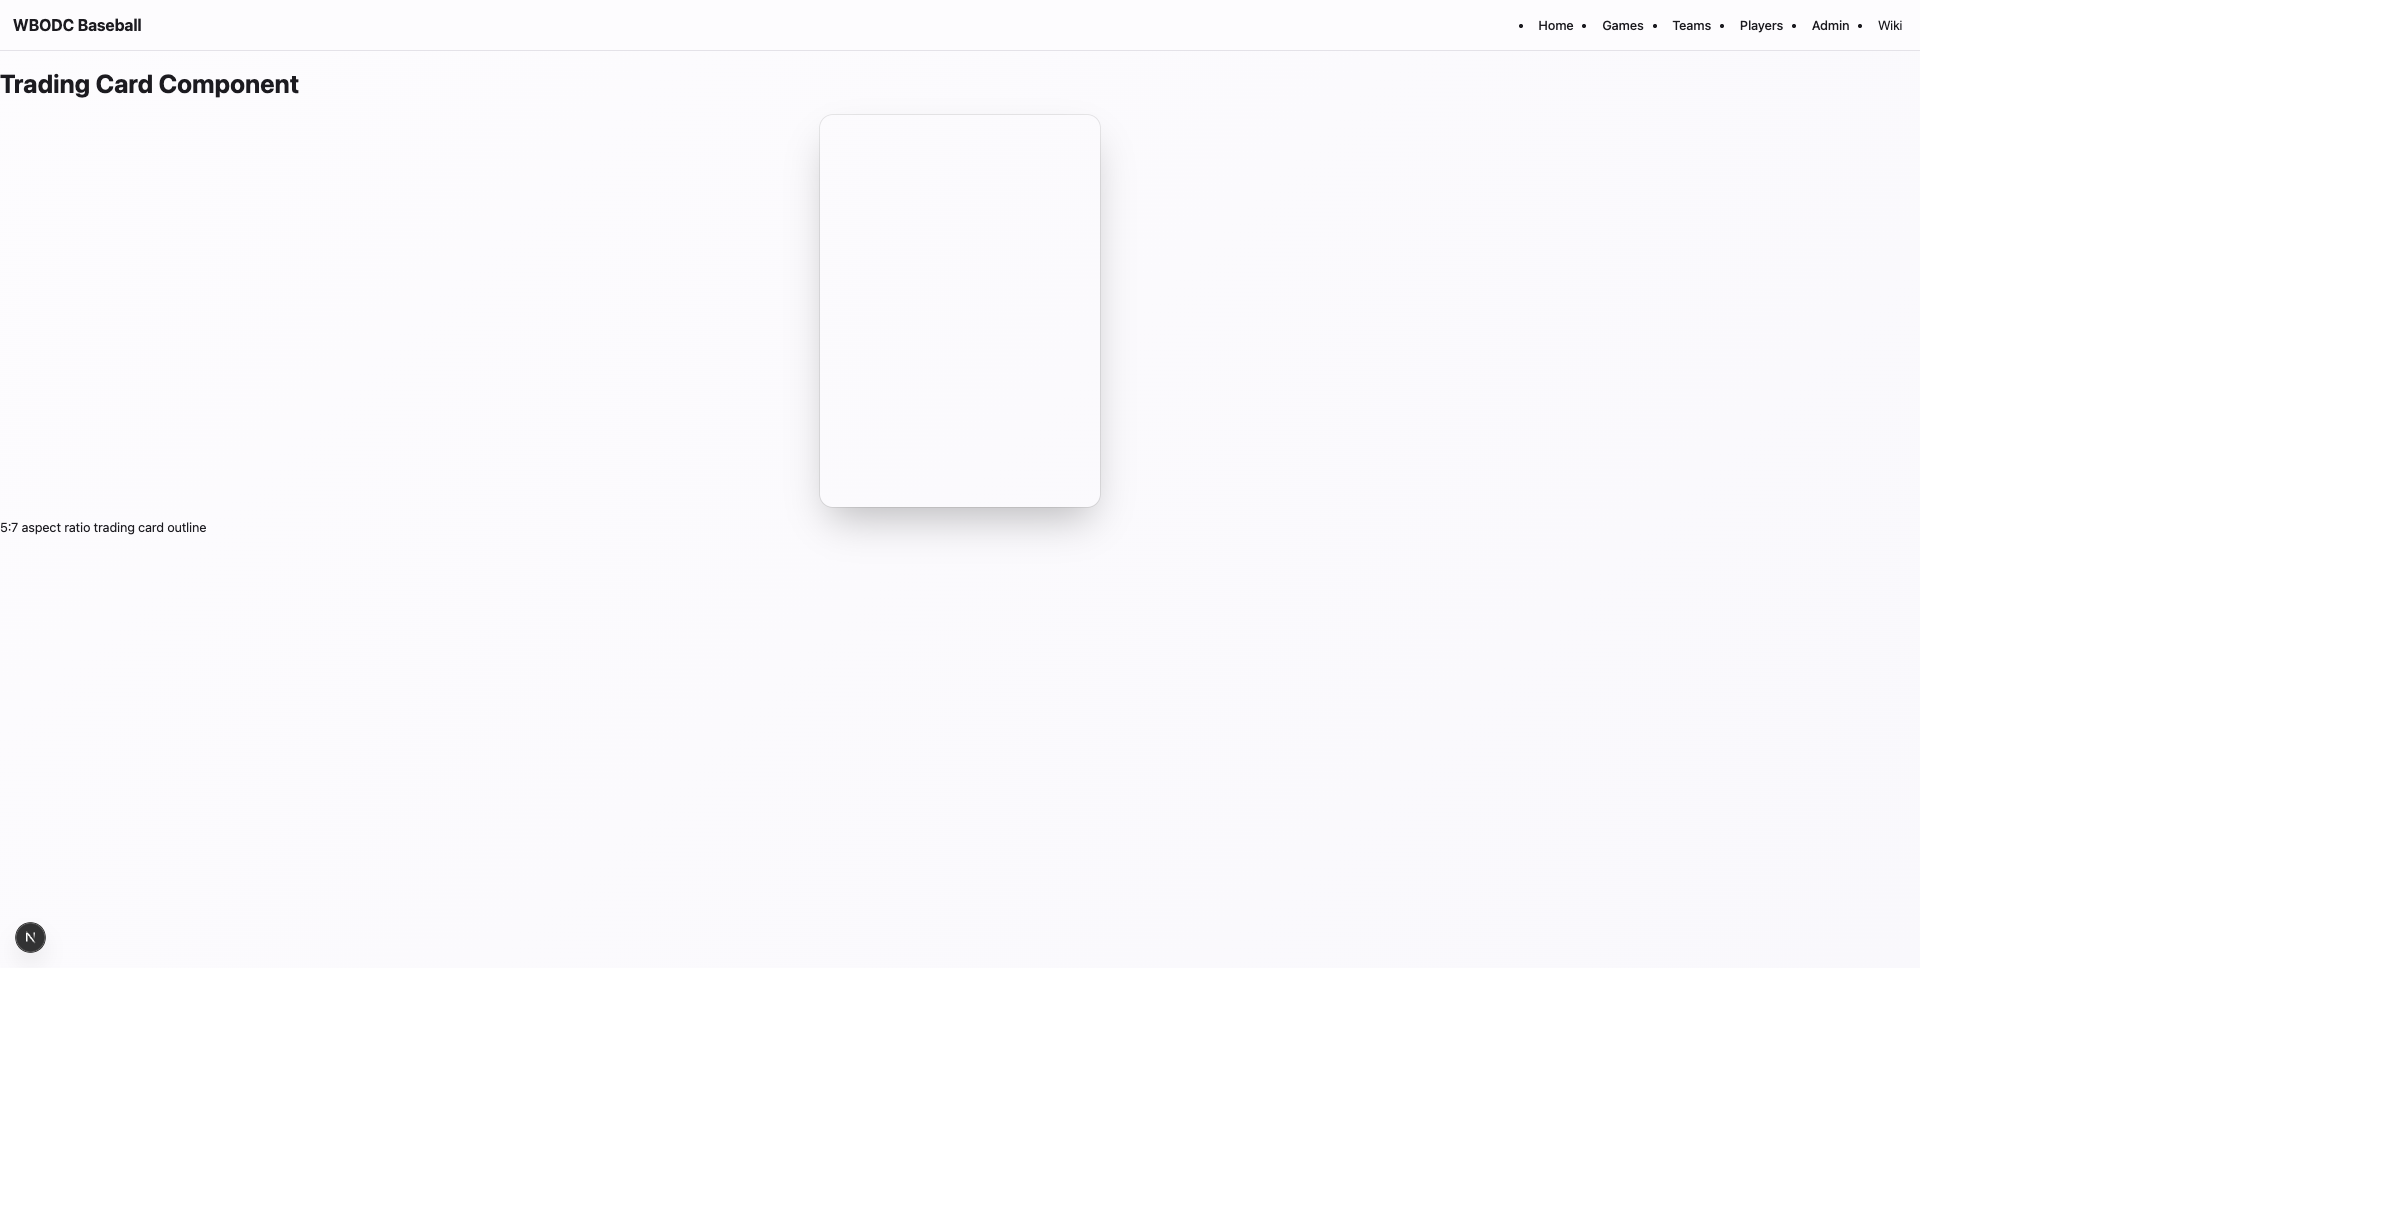 WBODC Baseball
• Home • Games • Teams • Players • Admin • Wiki
Trading Card Component
5:7 aspect ratio trading card outline
N